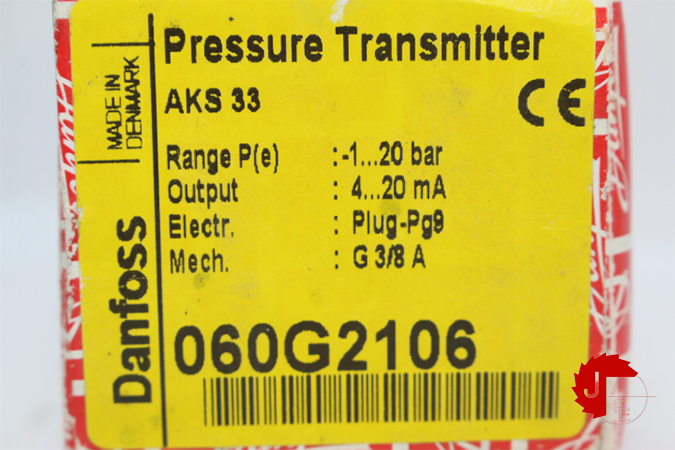 Pressure Transmitter
AKS 33
CE
MADE IN
DENMARK
Range P(e) :-1...20 bar
Output : 4...20 mA
Electr. : Plug-Pg9
Mech. : G 3/8 A
Danfoss
060G2106
J